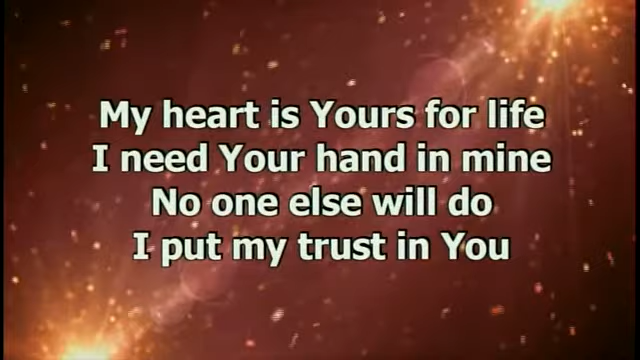 My heart is Yours for life
I need Your hand in mine
No one else will do
I put my trust in You